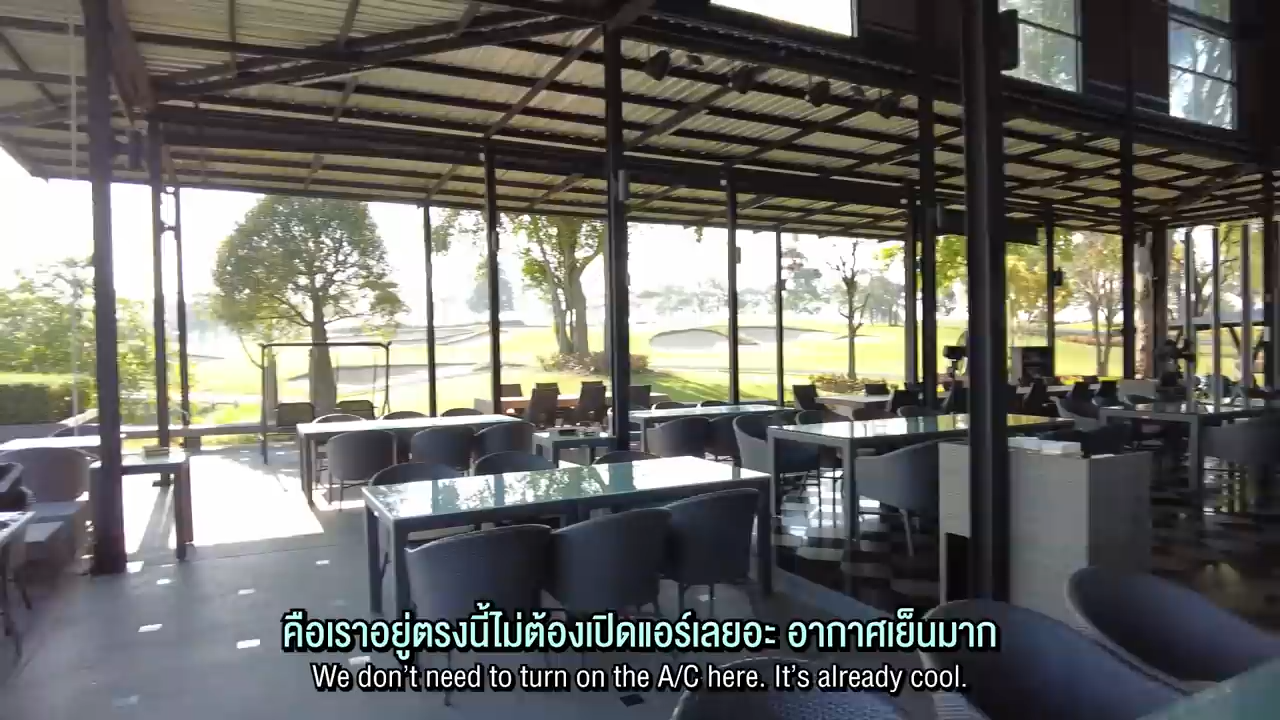 คือเราอยู่ตรงนี้ไม่ต้องเปิดแอร์เลยอะ อากาศเย็นมาก
We don't need to turn on the A/C here. It's already cool.